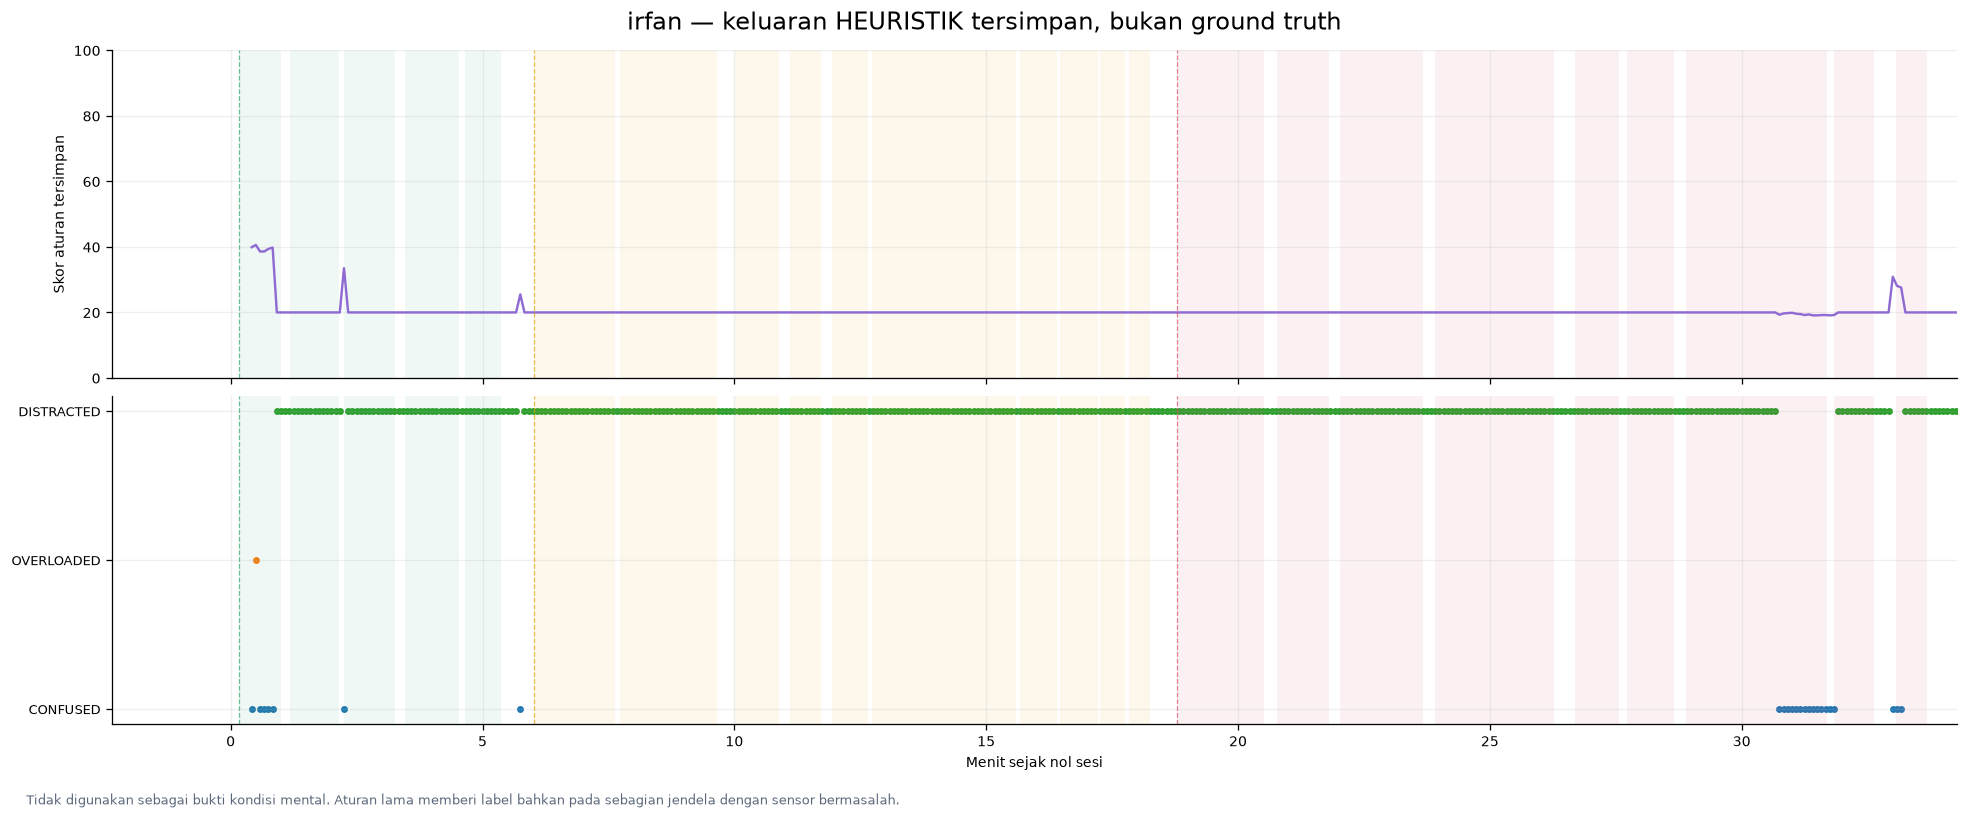 irfan — keluaran HEURISTIK tersimpan, bukan ground truth
Skor aturan tersimpan
100
80
60
40
20
0
DISTRACTED
OVERLOADED
CONFUSED
0 5 10 15 20 25 30
Menit sejak nol sesi
Tidak digunakan sebagai bukti kondisi mental. Aturan lama memberi label bahkan pada sebagian jendela dengan sensor bermasalah.